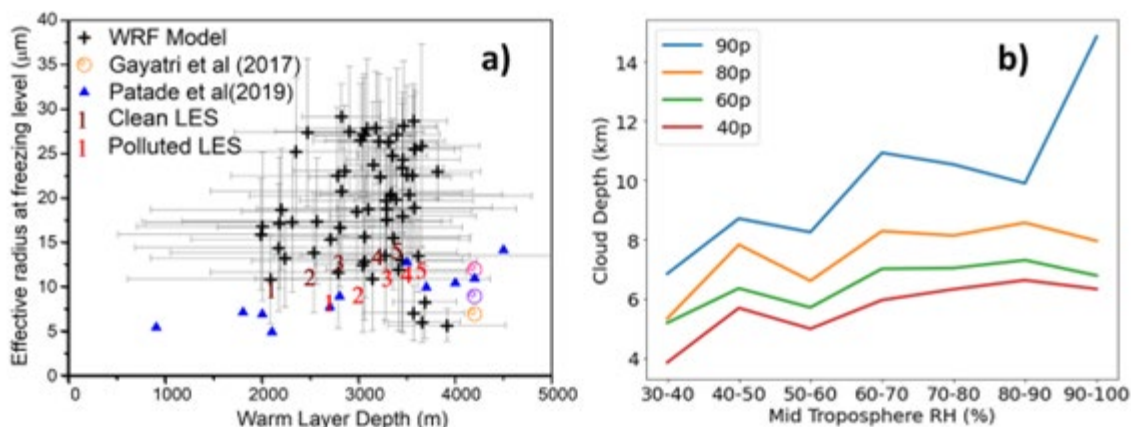 40
35
30
25
20
15
10
5
0
Effective radius at freezing level (μm)
a)
WRF Model
Gayatri et al (2017)
Patade et al(2019)
1 Clean LES
1 Polluted LES
1 2 3 4 5
1 2 3 4 5
0 1000 2000 3000 4000 5000
Warm Layer Depth (m)
b)
90p
80p
60p
40p
14
12
10
8
6
4
Cloud Depth (km)
30-40 40-50 50-60 60-70 70-80 80-90 90-100
Mid Troposphere RH (%)